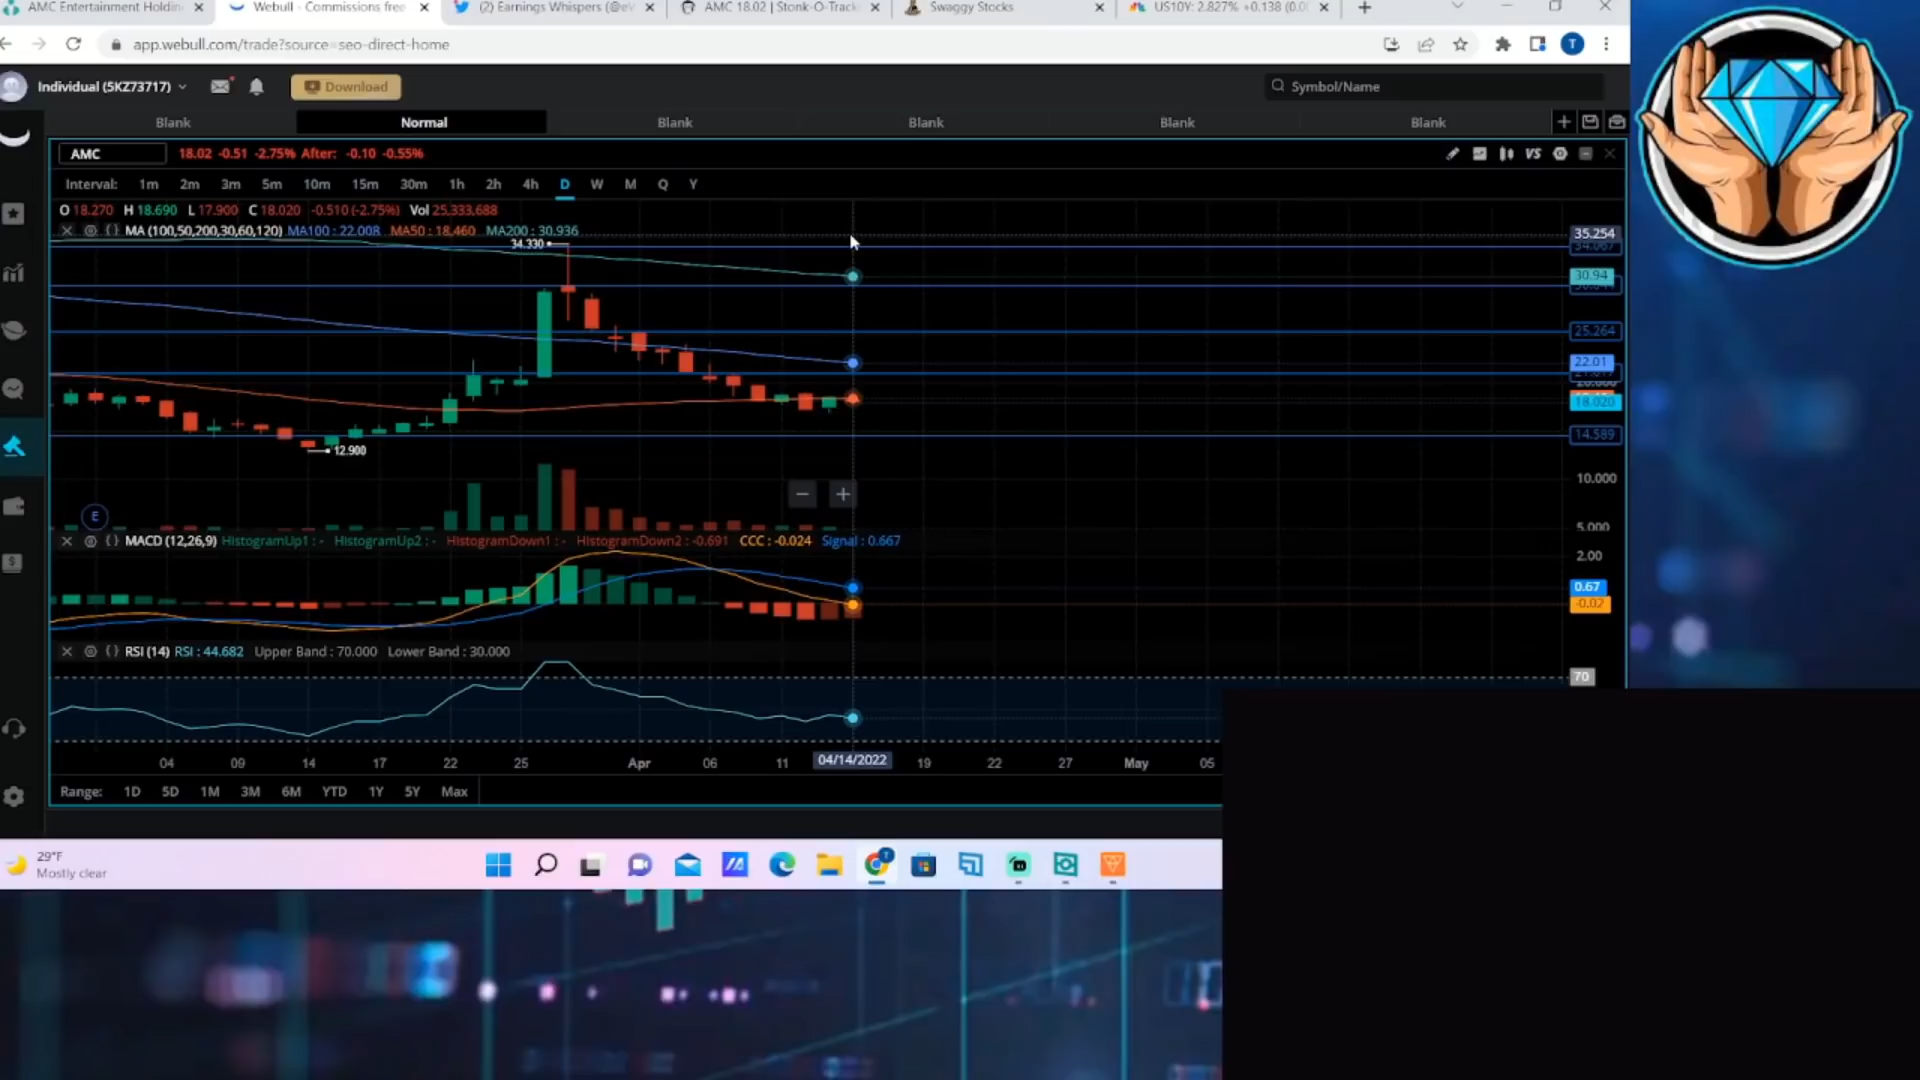 AMC Entertainment Holdin
Webull - Commissions free
(2) Earnings Whispers (@eV
AMC 18.02 | Stonk-O-Track
Swaggy Stocks
US10Y: 2.827% +0.138 (0.0
app.webull.com/trade?source=seo-direct-home
T
Individual (5KZ73717)
Download
Symbol/Name
Blank
Normal
Blank
Blank
Blank
Blank
AMC
18.02 -0.51 -2.75% After: -0.10 -0.55%
VS
Interval: 1m 2m 3m 5m 10m 15m 30m 1h 2h 4h D W M Q Y
O 18.270 H 18.690 L 17.900 C 18.020 -0.510 (-2.75%) Vol 25,333,688
MA (100,50,200,30,60,120) MA100 : 22.008 MA50 : 18.460 MA200 : 30.936
35.254
34.330
30.94
25.264
22.01
18.020
14.589
12.900
10.000
E
5.000
MACD (12,26,9) HistogramUp1 : - HistogramUp2 : - HistogramDown1 : - HistogramDown2 : -0.691 CCC : -0.024 Signal : 0.667
2.00
0.67
-0.02
RSI (14) RSI : 44.682 Upper Band : 70.000 Lower Band : 30.000
70
04 09 14 17 22 25 Apr 06 11 04/14/2022 19 22 27 May 05
Range: 1D 5D 1M 3M 6M YTD 1Y 5Y Max
29°F
Mostly clear
T